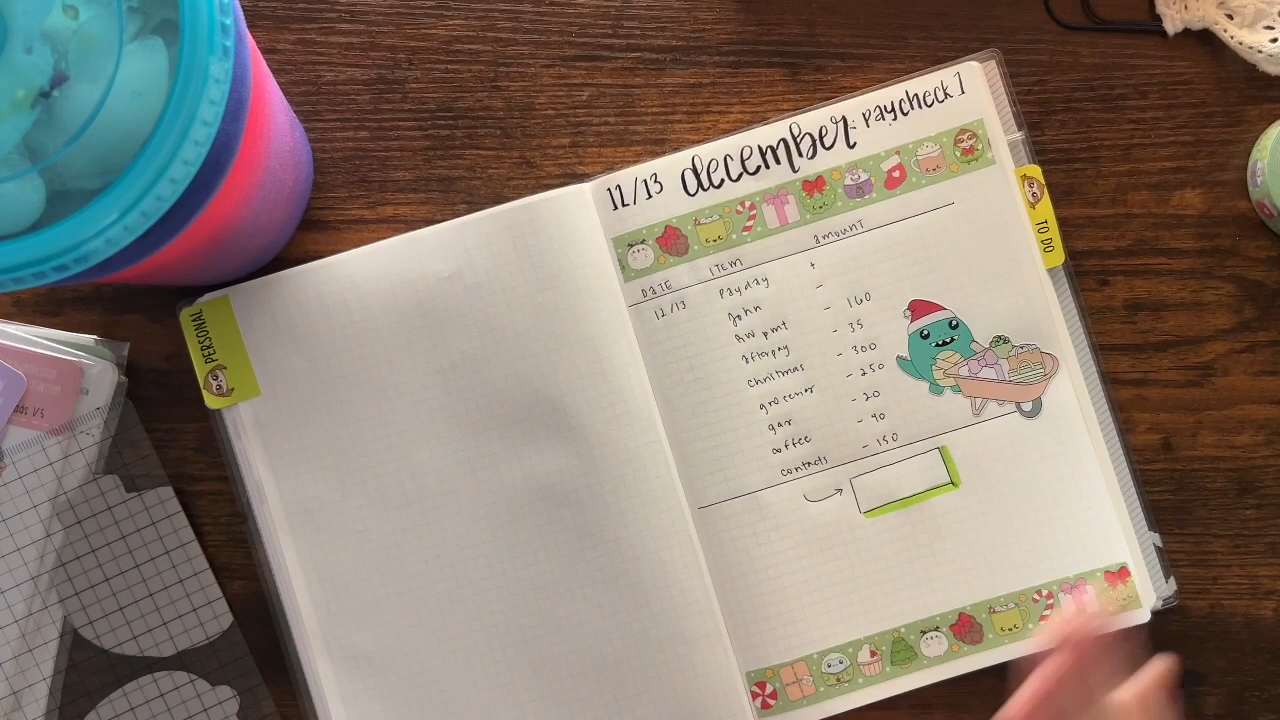 12/13 december: paycheck 1
DATE ITEM amount
12/13 payday +
John -
AW pmt - 160
afterpay - 35
christmas - 300
groceries - 250
gas - 20
coffee - 40
contacts - 150
PERSONAL
TO DO